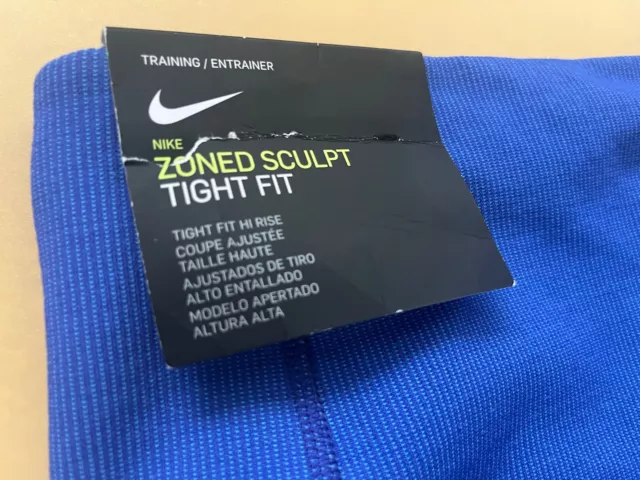 TRAINING / ENTRAINER
NIKE
ZONED SCULPT
TIGHT FIT
TIGHT FIT HI RISE
COUPE AJUSTÉE
TAILLE HAUTE
AJUSTADOS DE TIRO
ALTO ENTALLADO
MODELO APERTADO
ALTURA ALTA